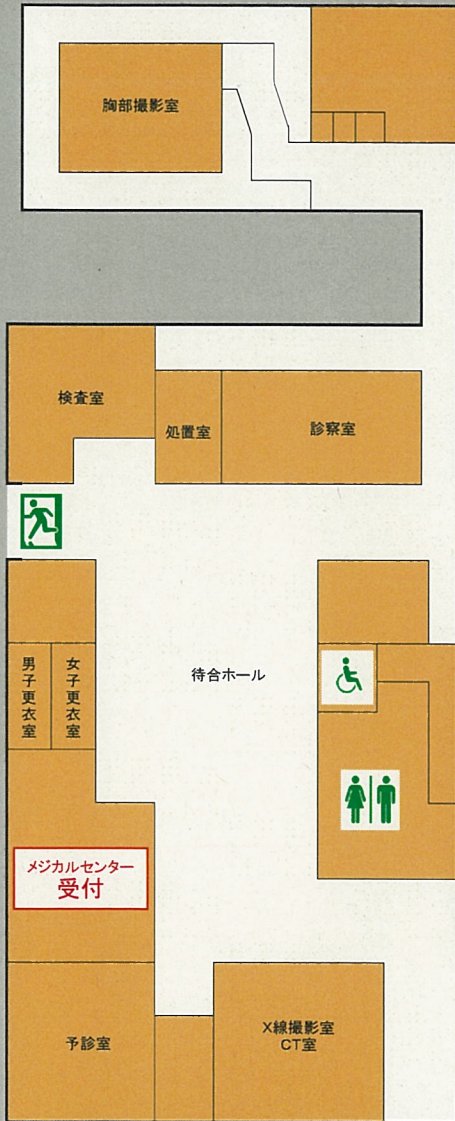 胸部撮影室
検査室
処置室
診察室
男子更衣室
女子更衣室
待合ホール
メジカルセンター
受付
予診室
X線撮影室
CT室